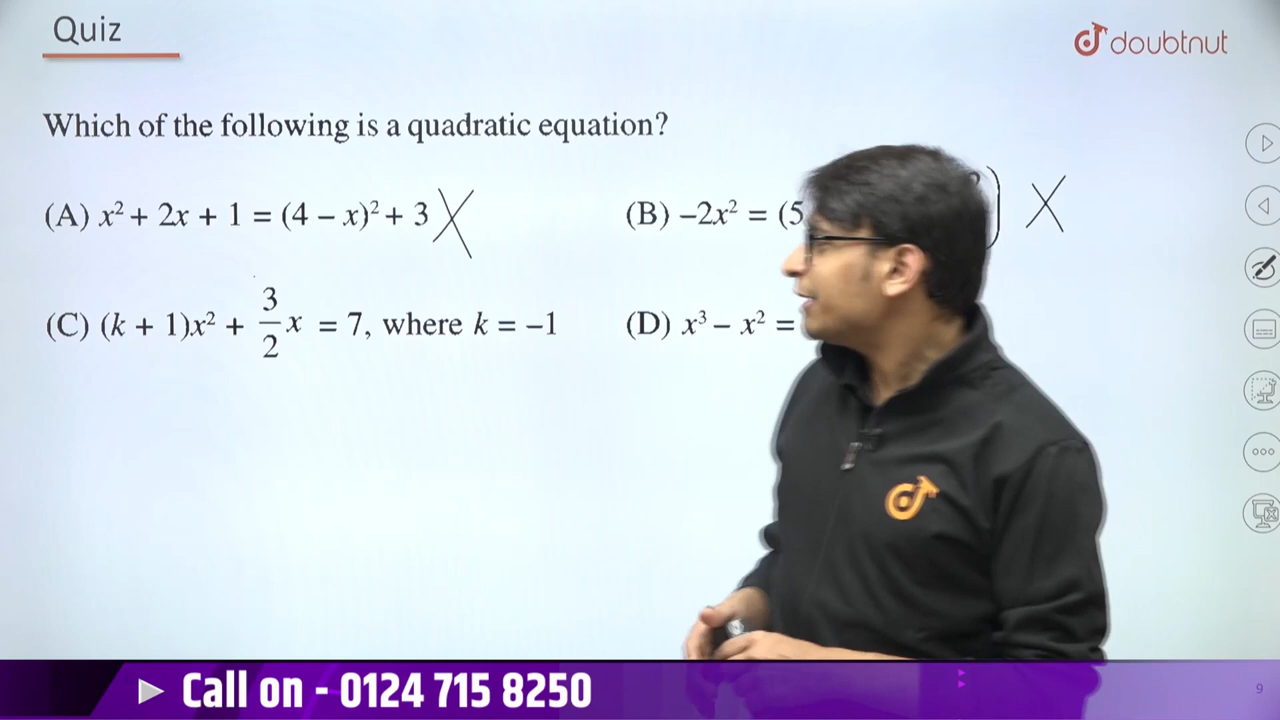 Quiz
doubtnut
Which of the following is a quadratic equation?
(A) x² + 2x + 1 = (4 – x)² + 3
(B) –2x² = (5
(C) (k + 1)x² + 3/2 x = 7, where k = –1
(D) x³ – x² =
Call on - 0124 715 8250
9